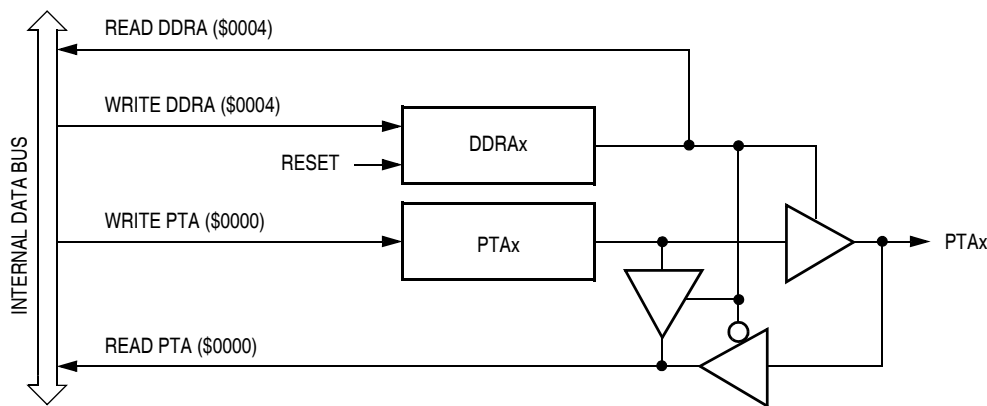 READ DDRA ($0004)
WRITE DDRA ($0004)
DDRAx
RESET
WRITE PTA ($0000)
PTAx
PTAx
READ PTA ($0000)
INTERNAL DATA BUS